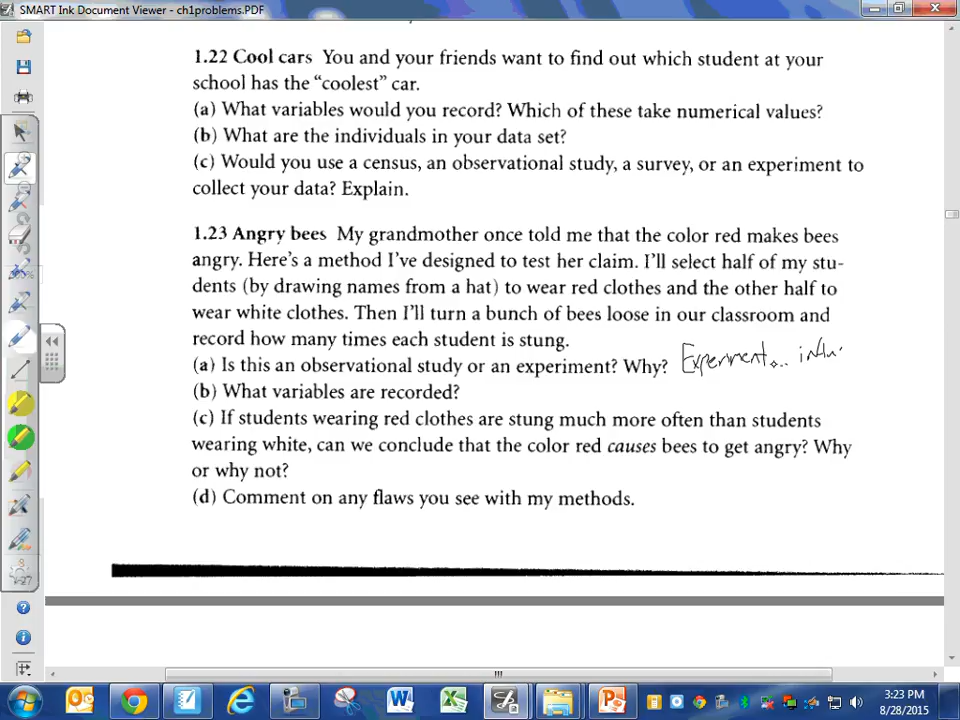 SMART Ink Document Viewer - ch1problems.PDF
1.22 Cool cars You and your friends want to find out which student at your
school has the “coolest” car.
(a) What variables would you record? Which of these take numerical values?
(b) What are the individuals in your data set?
(c) Would you use a census, an observational study, a survey, or an experiment to
collect your data? Explain.
1.23 Angry bees My grandmother once told me that the color red makes bees
angry. Here’s a method I’ve designed to test her claim. I’ll select half of my stu-
dents (by drawing names from a hat) to wear red clothes and the other half to
wear white clothes. Then I’ll turn a bunch of bees loose in our classroom and
record how many times each student is stung.
(a) Is this an observational study or an experiment? Why? Experiment...
(b) What variables are recorded?
(c) If students wearing red clothes are stung much more often than students
wearing white, can we conclude that the color red causes bees to get angry? Why
or why not?
(d) Comment on any flaws you see with my methods.
3:23 PM
8/28/2015